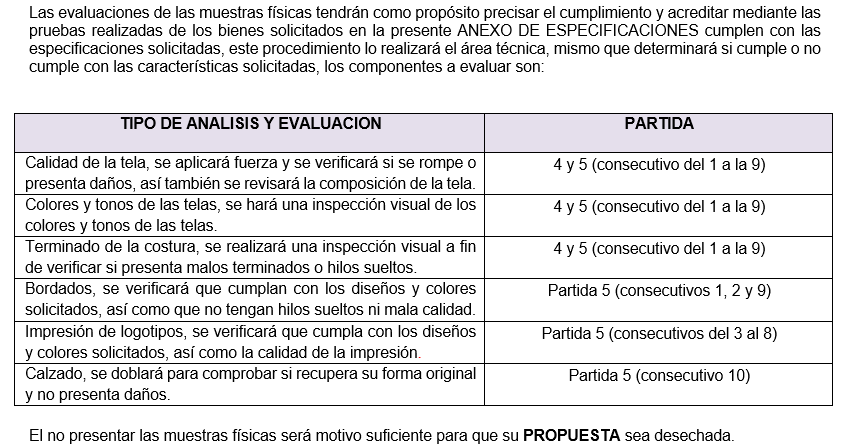 Las evaluaciones de las muestras físicas tendrán como propósito precisar el cumplimiento y acreditar mediante las
pruebas realizadas de los bienes solicitados en la presente ANEXO DE ESPECIFICACIONES cumplen con las
especificaciones solicitadas, este procedimiento lo realizará el área técnica, mismo que determinará si cumple o no
cumple con las características solicitadas, los componentes a evaluar son:
TIPO DE ANALISIS Y EVALUACION
PARTIDA
Calidad de la tela, se aplicará fuerza y se verificará si se rompe o
presenta daños, así también se revisará la composición de la tela.
4 y 5 (consecutivo del 1 a la 9)
Colores y tonos de las telas, se hará una inspección visual de los
colores y tonos de las telas.
4 y 5 (consecutivo del 1 a la 9)
Terminado de la costura, se realizará una inspección visual a fin
de verificar si presenta malos terminados o hilos sueltos.
4 y 5 (consecutivo del 1 a la 9)
Bordados, se verificará que cumplan con los diseños y colores
solicitados, así como que no tengan hilos sueltos ni mala calidad.
Partida 5 (consecutivos 1, 2 y 9)
Impresión de logotipos, se verificará que cumpla con los diseños
y colores solicitados, así como la calidad de la impresión.
Partida 5 (consecutivos del 3 al 8)
Calzado, se doblará para comprobar si recupera su forma original
y no presenta daños.
Partida 5 (consecutivo 10)
El no presentar las muestras físicas será motivo suficiente para que su PROPUESTA sea desechada.